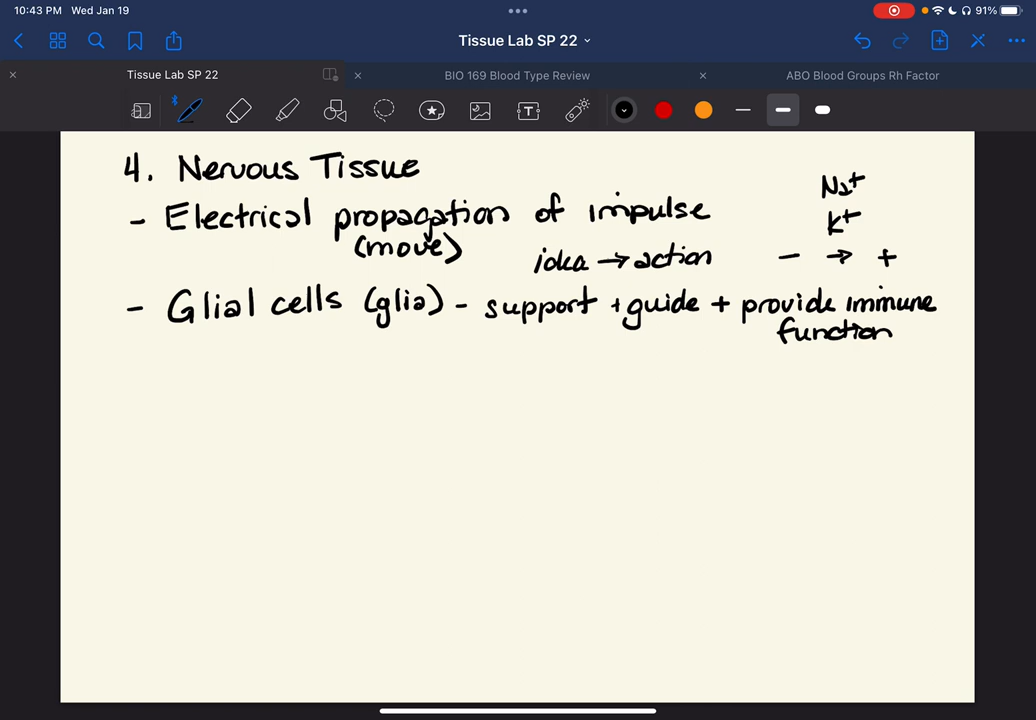 10:43 PM Wed Jan 19
91%
Tissue Lab SP 22
Tissue Lab SP 22
BIO 169 Blood Type Review
ABO Blood Groups Rh Factor
4. Nervous Tissue
Na+
- Electrical propagation of impulse
K+
(move)
idea → action
- → +
- Glial cells (glia) - support + guide + provide immune
function